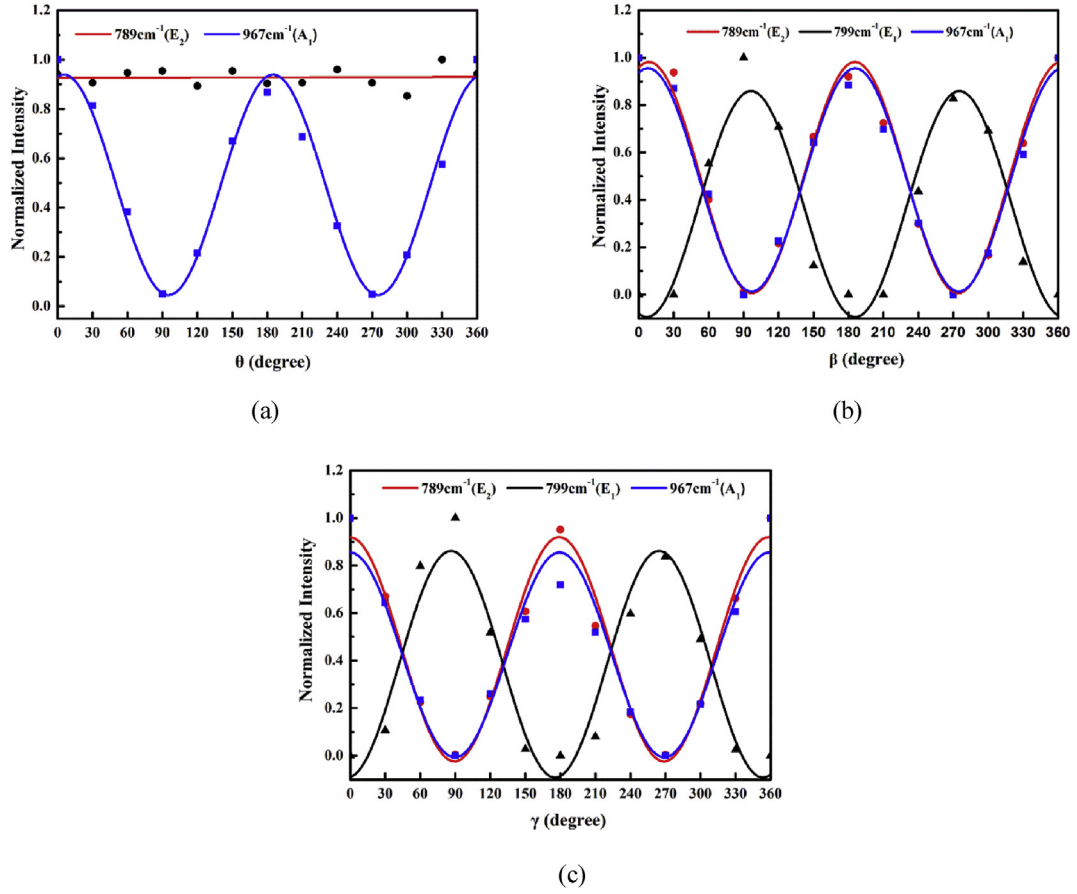 789cm⁻¹(E₂) 967cm⁻¹(A₁)
1.2
1.0
0.8
0.6
0.4
0.2
0.0
Normalized Intensity
0 30 60 90 120 150 180 210 240 270 300 330 360
θ (degree)
(a)
789cm⁻¹(E₂) 799cm⁻¹(E₁) 967cm⁻¹(A₁)
1.2
1.0
0.8
0.6
0.4
0.2
0.0
Normalized Intensity
0 30 60 90 120 150 180 210 240 270 300 330 360
β (degree)
(b)
789cm⁻¹(E₂) 799cm⁻¹(E₁) 967cm⁻¹(A₁)
1.2
1.0
0.8
0.6
0.4
0.2
0.0
Normalized Intensity
0 30 60 90 120 150 180 210 240 270 300 330 360
γ (degree)
(c)